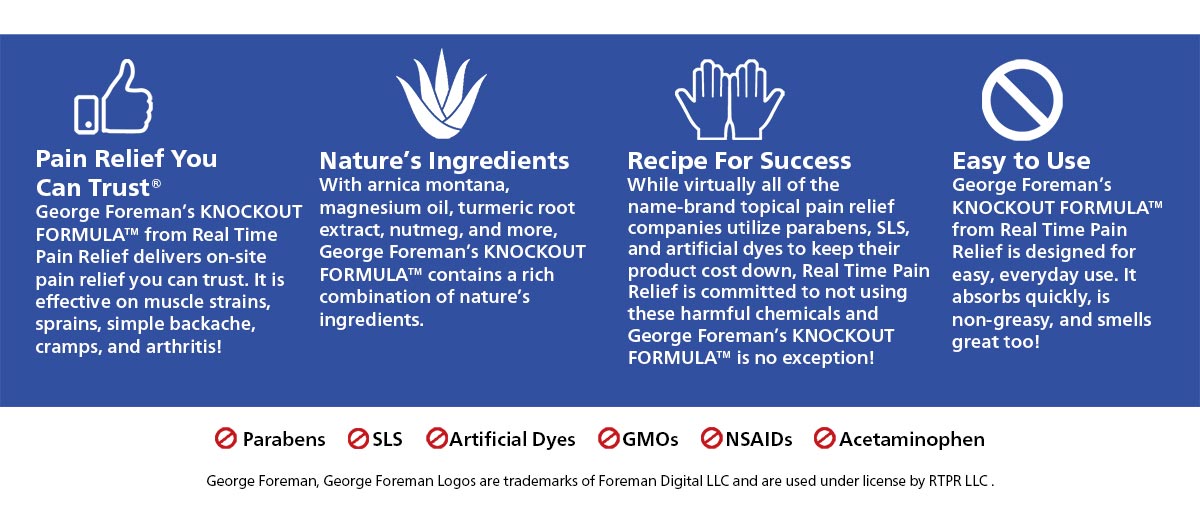 Pain Relief You
Can Trust®
George Foreman's KNOCKOUT
FORMULA™ from Real Time
Pain Relief delivers on-site
pain relief you can trust. It is
effective on muscle strains,
sprains, simple backache,
cramps, and arthritis!
Nature's Ingredients
With arnica montana,
magnesium oil, turmeric root
extract, nutmeg, and more,
George Foreman's KNOCKOUT
FORMULA™ contains a rich
combination of nature's
ingredients.
Recipe For Success
While virtually all of the
name-brand topical pain relief
companies utilize parabens, SLS,
and artificial dyes to keep their
product cost down, Real Time Pain
Relief is committed to not using
these harmful chemicals and
George Foreman's KNOCKOUT
FORMULA™ is no exception!
Easy to Use
George Foreman's
KNOCKOUT FORMULA™
from Real Time Pain
Relief is designed for
easy, everyday use. It
absorbs quickly, is
non-greasy, and smells
great too!
Parabens SLS Artificial Dyes GMOs NSAIDs Acetaminophen
George Foreman, George Foreman Logos are trademarks of Foreman Digital LLC and are used under license by RTPR LLC .